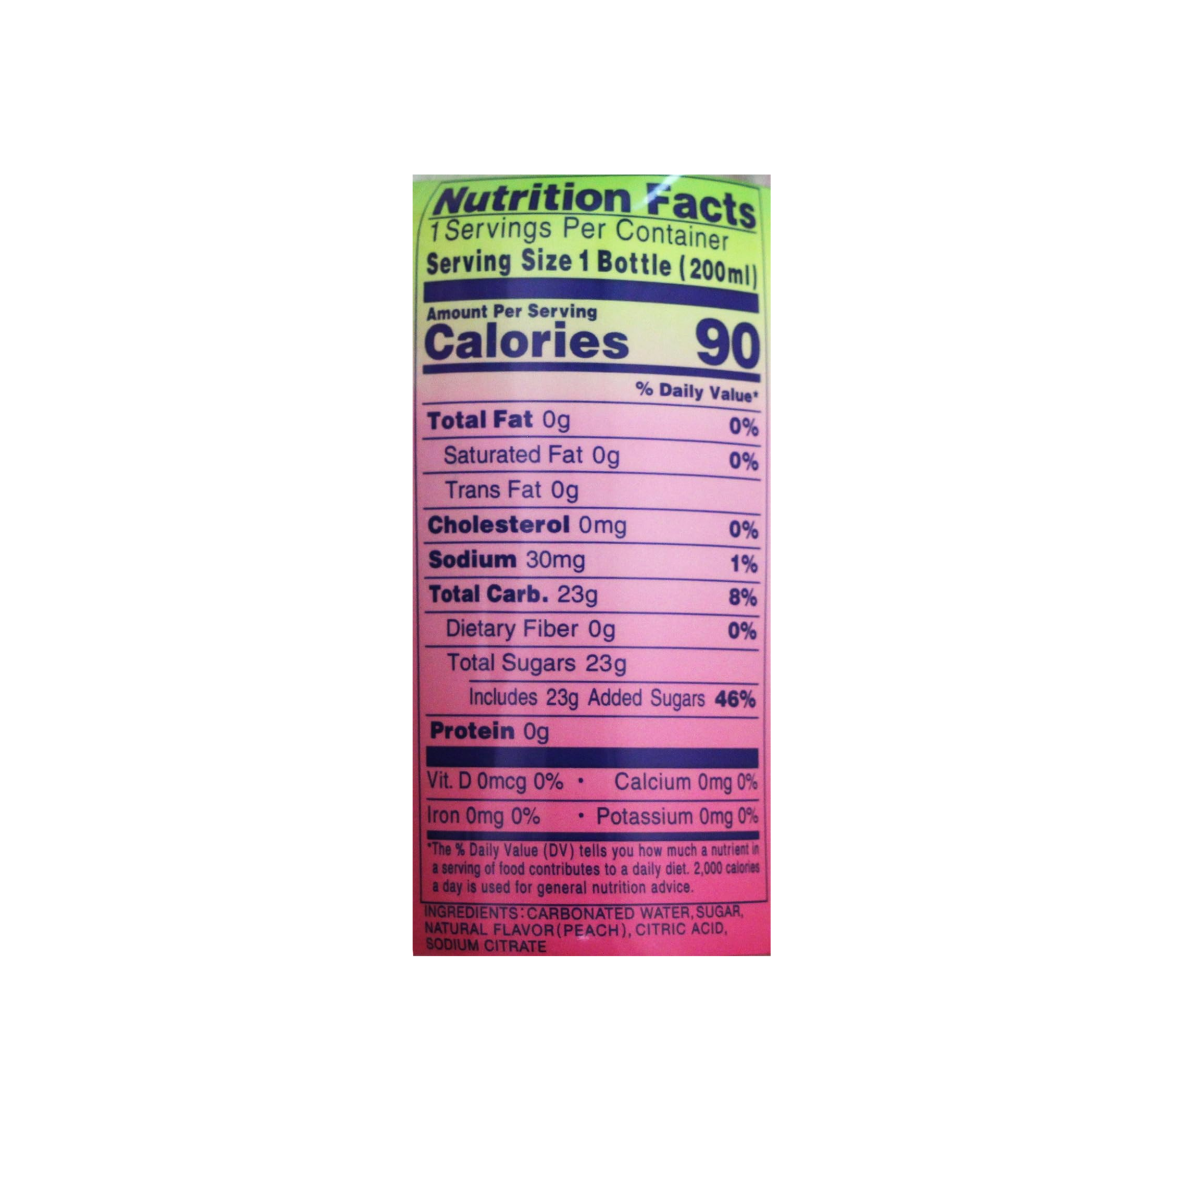 Nutrition Facts
1 Servings Per Container
Serving Size 1 Bottle (200ml)
Amount Per Serving
Calories 90
% Daily Value*
Total Fat 0g 0%
Saturated Fat 0g 0%
Trans Fat 0g
Cholesterol 0mg 0%
Sodium 30mg 1%
Total Carb. 23g 8%
Dietary Fiber 0g 0%
Total Sugars 23g
Includes 23g Added Sugars 46%
Protein 0g
Vit. D 0mcg 0% • Calcium 0mg 0%
Iron 0mg 0% • Potassium 0mg 0%
*The % Daily Value (DV) tells you how much a nutrient in
a serving of food contributes to a daily diet. 2,000 calories
a day is used for general nutrition advice.
INGREDIENTS: CARBONATED WATER, SUGAR,
NATURAL FLAVOR (PEACH), CITRIC ACID,
SODIUM CITRATE